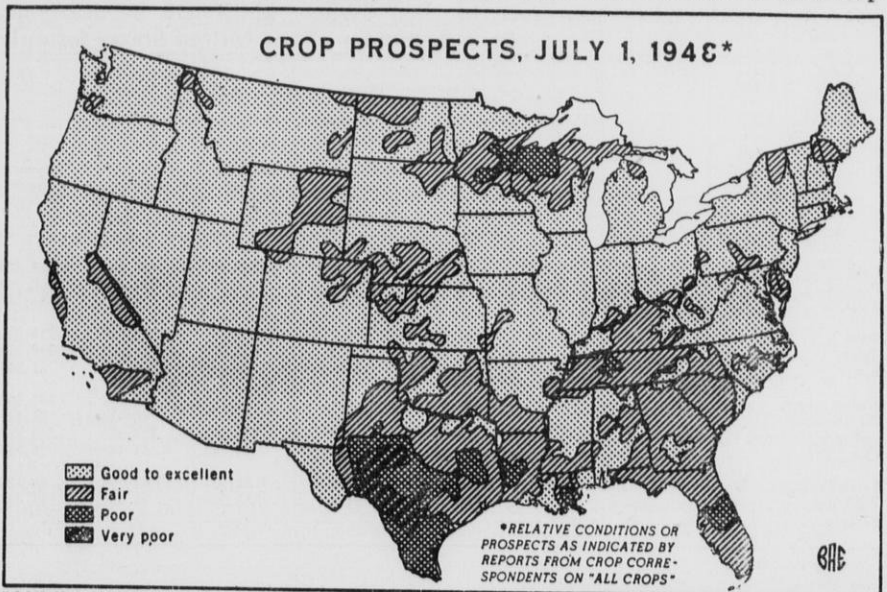 CROP PROSPECTS, JULY 1, 1948*
Good to excellent
Fair
Poor
Very poor
*RELATIVE CONDITIONS OR
PROSPECTS AS INDICATED BY
REPORTS FROM CROP CORRE-
SPONDENTS ON "ALL CROPS"
BAE